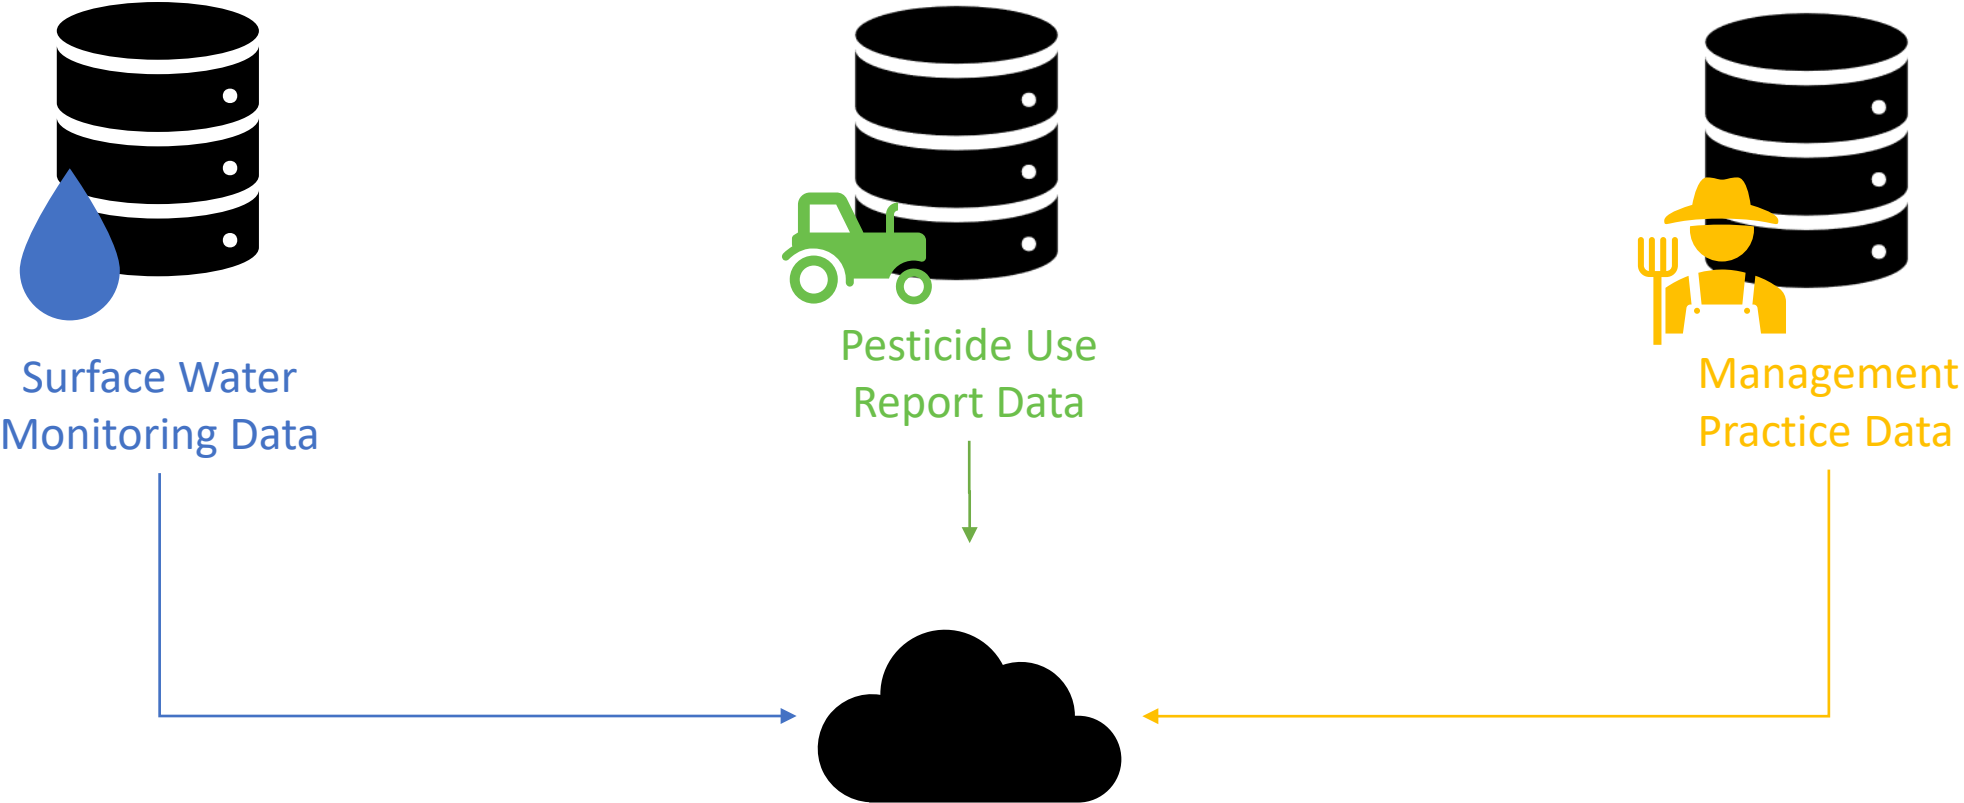 Surface Water
Monitoring Data
Pesticide Use
Report Data
Management
Practice Data